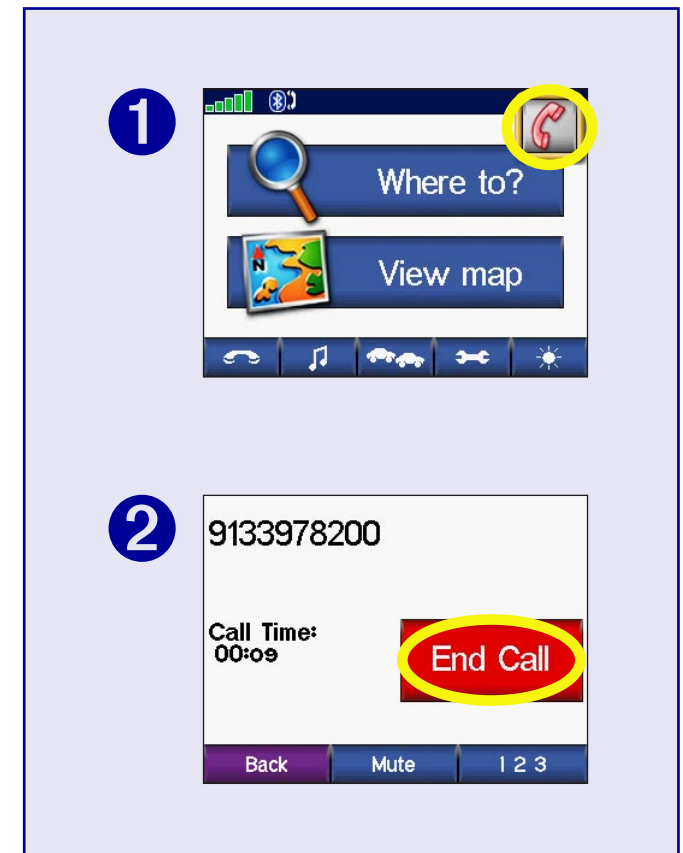 1
Where to?
N
View map
2
9133978200
Call Time:
00:09
End Call
Back Mute 1 2 3